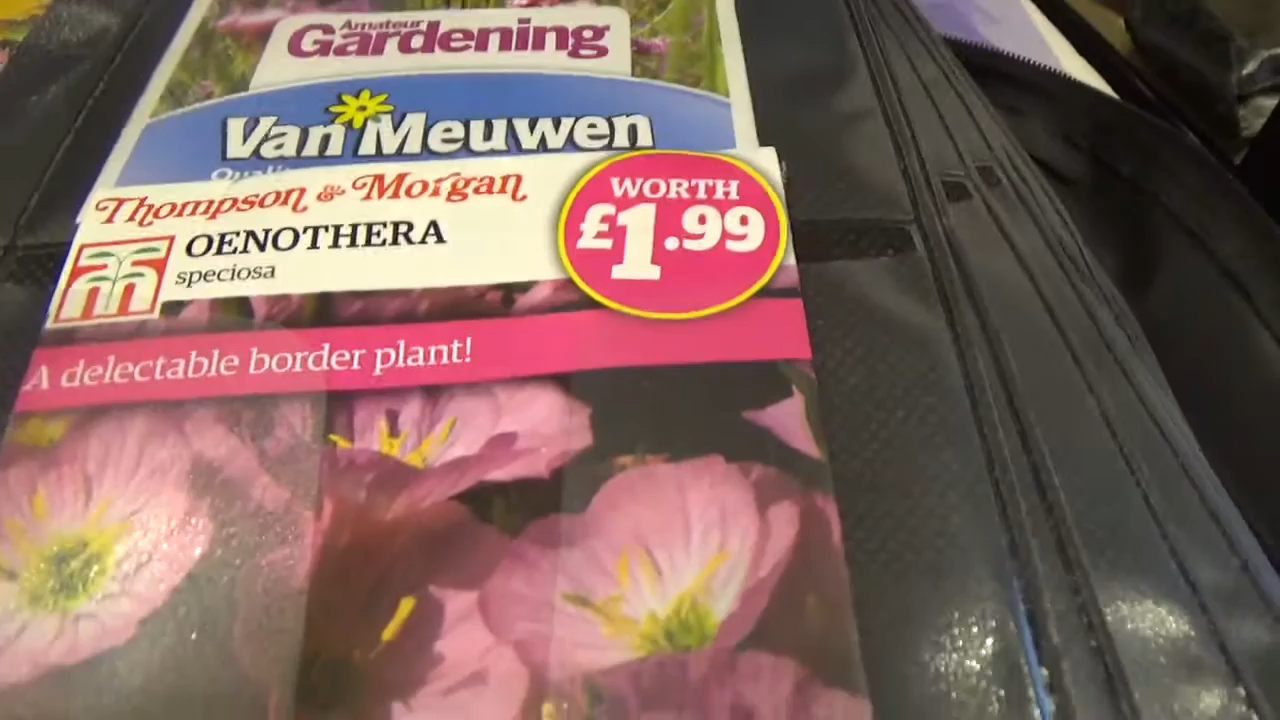 Amateur
Gardening
Van Meuwen
Thompson & Morgan
OENOTHERA
speciosa
WORTH
£1.99
A delectable border plant!